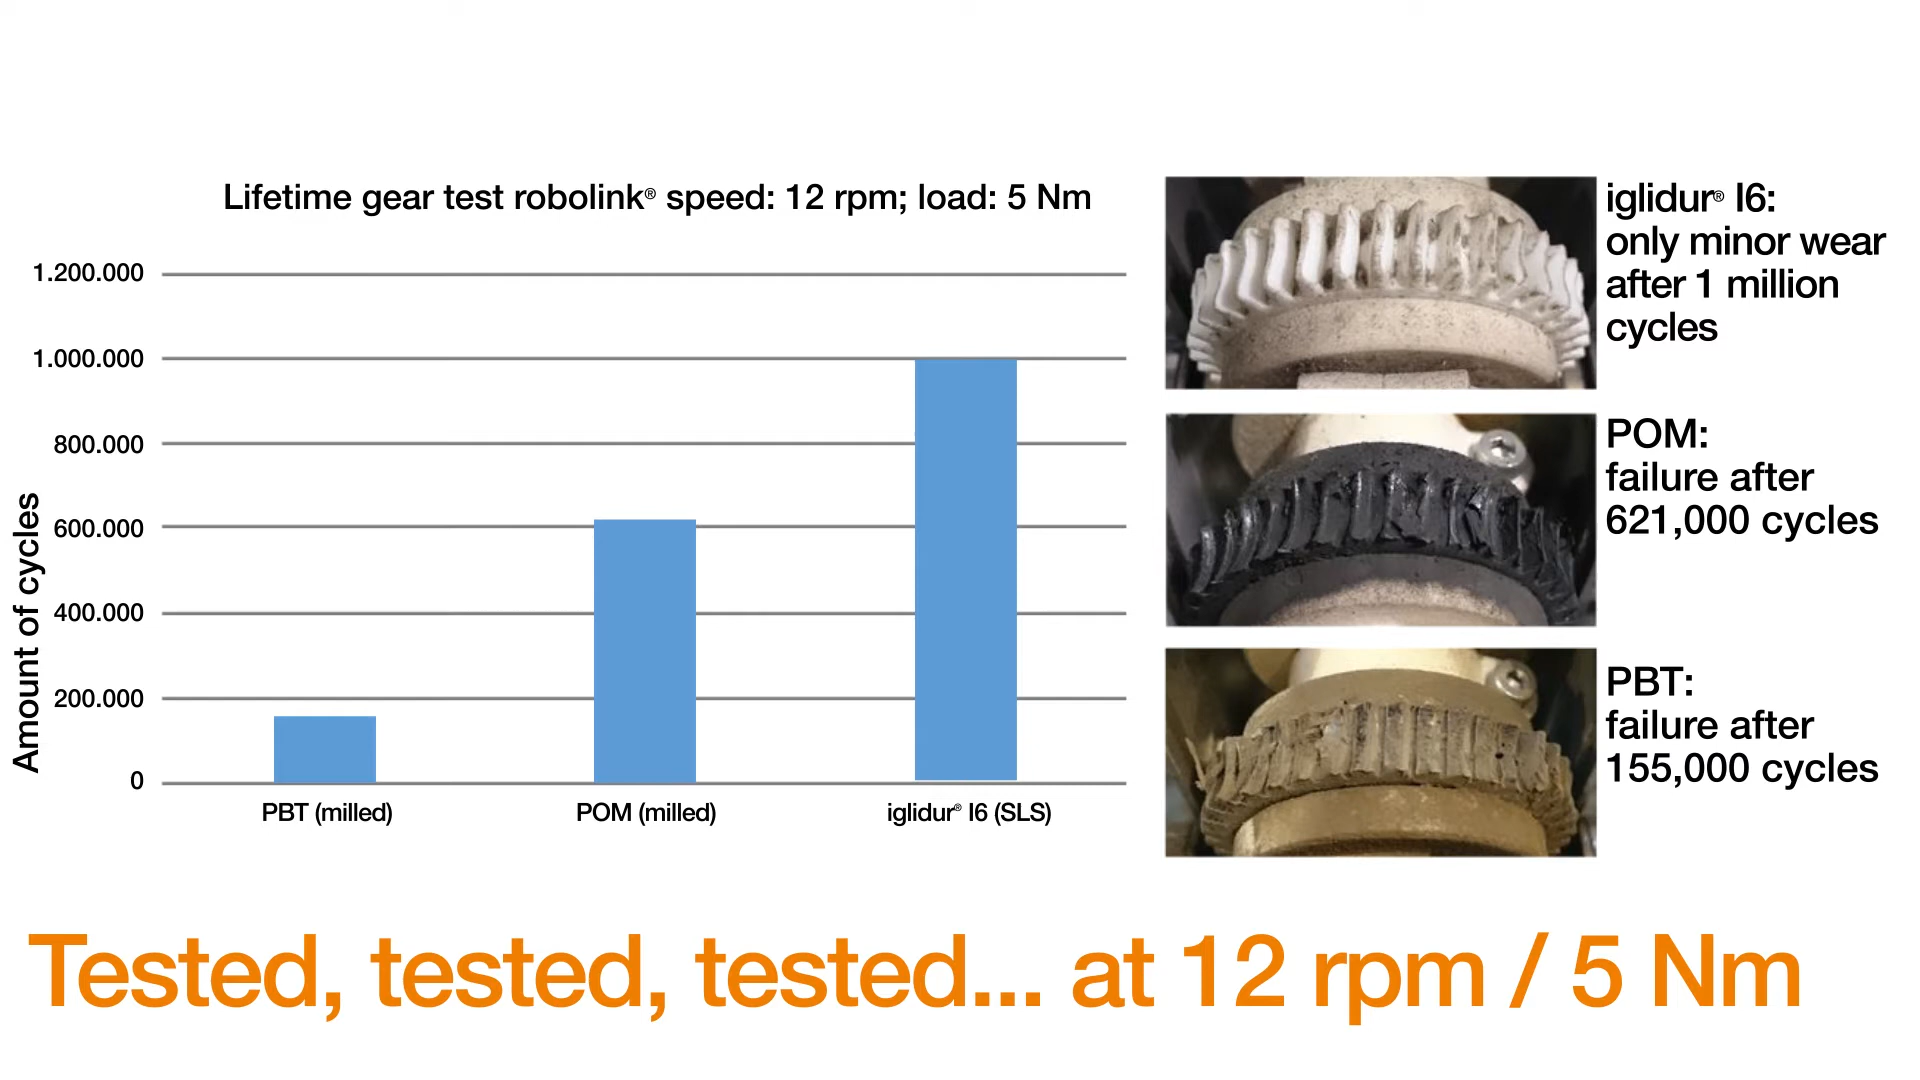 Lifetime gear test robolink® speed: 12 rpm; load: 5 Nm
1.200.000
1.000.000
800.000
600.000
400.000
200.000
0
Amount of cycles
PBT (milled)
POM (milled)
iglidur® I6 (SLS)
iglidur® I6:
only minor wear
after 1 million
cycles
POM:
failure after
621,000 cycles
PBT:
failure after
155,000 cycles
Tested, tested, tested... at 12 rpm / 5 Nm